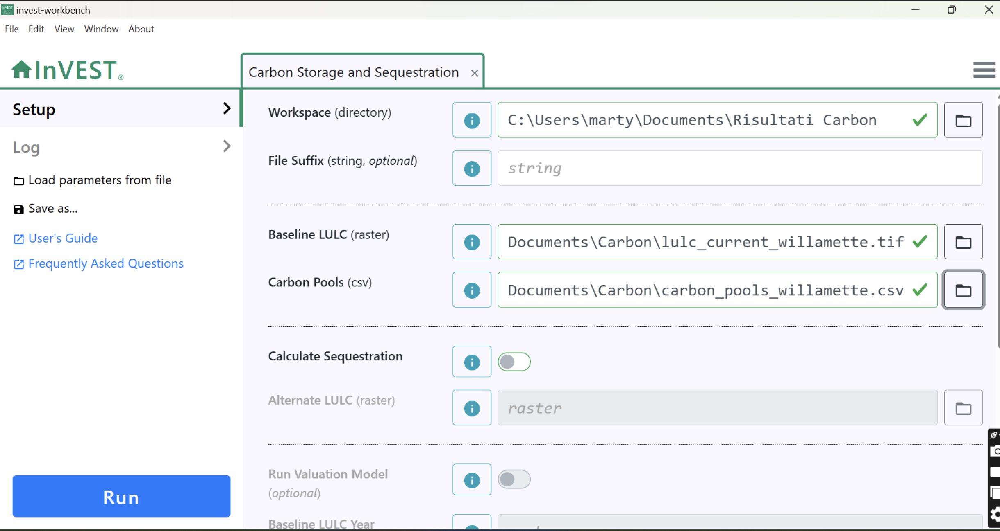 invest-workbench
File Edit View Window About
InVEST®
Carbon Storage and Sequestration ×
Setup
Log
Load parameters from file
Save as...
User's Guide
Frequently Asked Questions
Run
Workspace (directory)
C:\Users\marty\Documents\Risultati Carbon
File Suffix (string, optional)
string
Baseline LULC (raster)
Documents\Carbon\lulc_current_willamette.tif
Carbon Pools (csv)
Documents\Carbon\carbon_pools_willamette.csv
Calculate Sequestration
Alternate LULC (raster)
raster
Run Valuation Model
(optional)
Baseline LULC Year